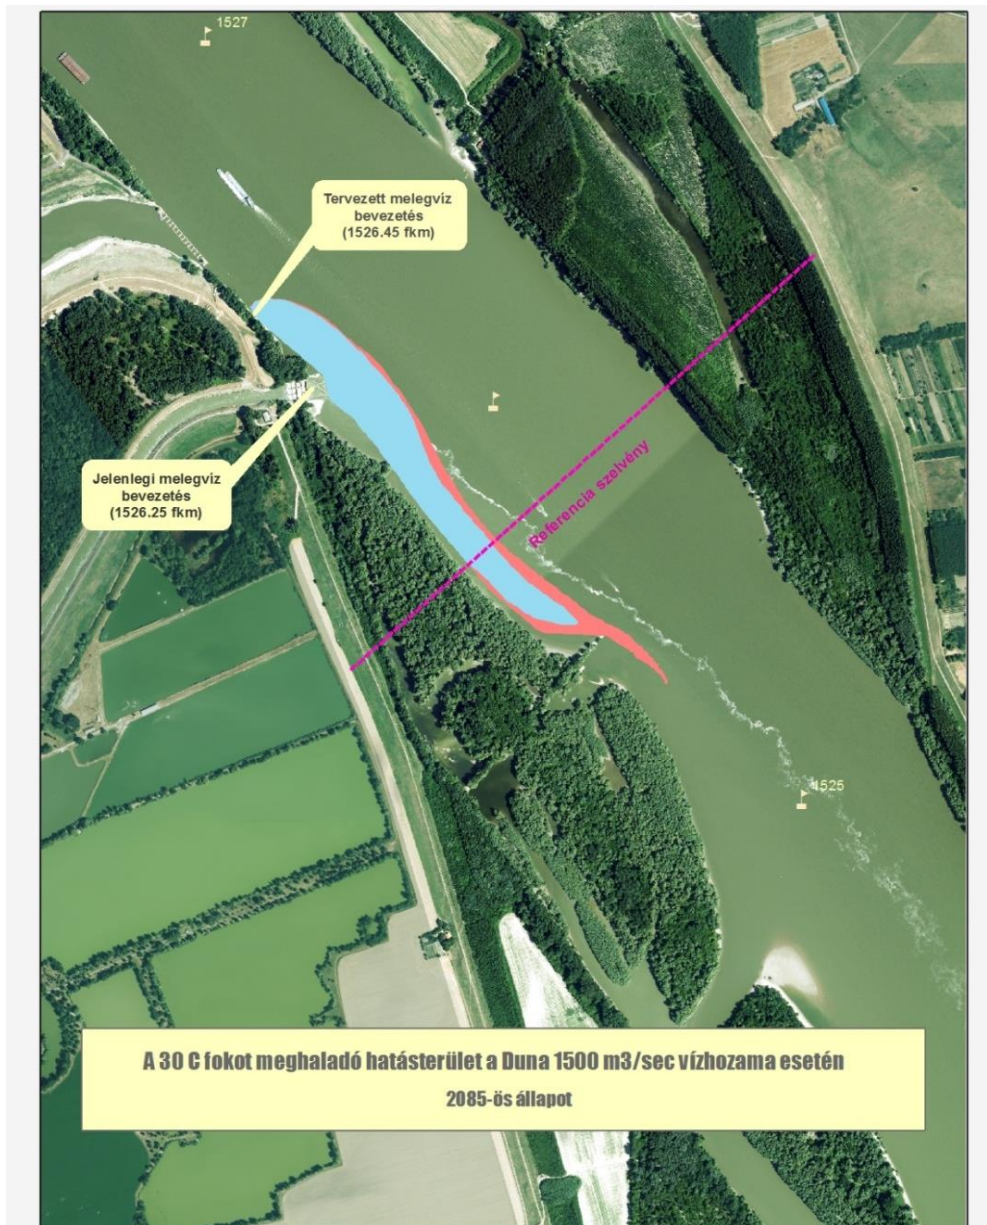 1527
Tervezett melegvíz
bevezetés
(1526.45 fkm)
Referencia szelvény
Jelenlegi melegvíz
bevezetés
(1526.25 fkm)
1525
A 30 C fokot meghaladó hatásterület a Duna 1500 m3/sec vízhozama esetén
2085-ös állapot